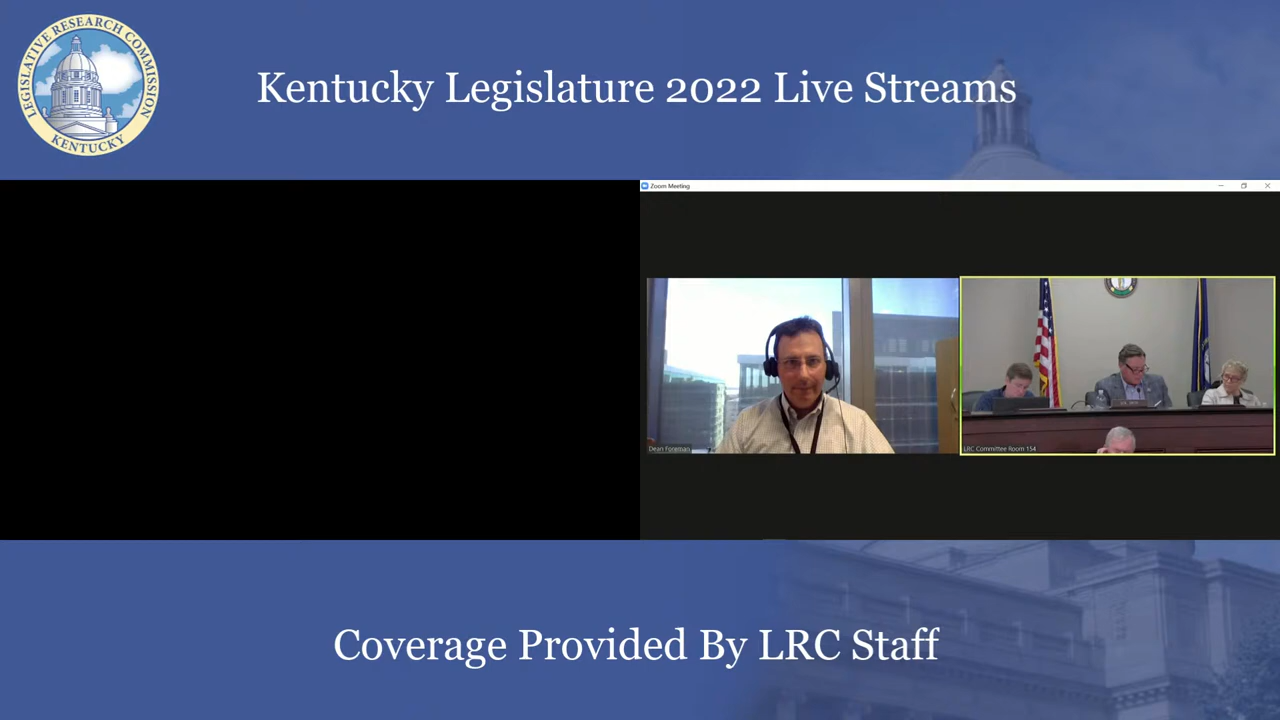 LEGISLATIVE RESEARCH COMMISSION
KENTUCKY
Kentucky Legislature 2022 Live Streams
Zoom Meeting
Dean Foreman
LRC Committee Room 154
Coverage Provided By LRC Staff